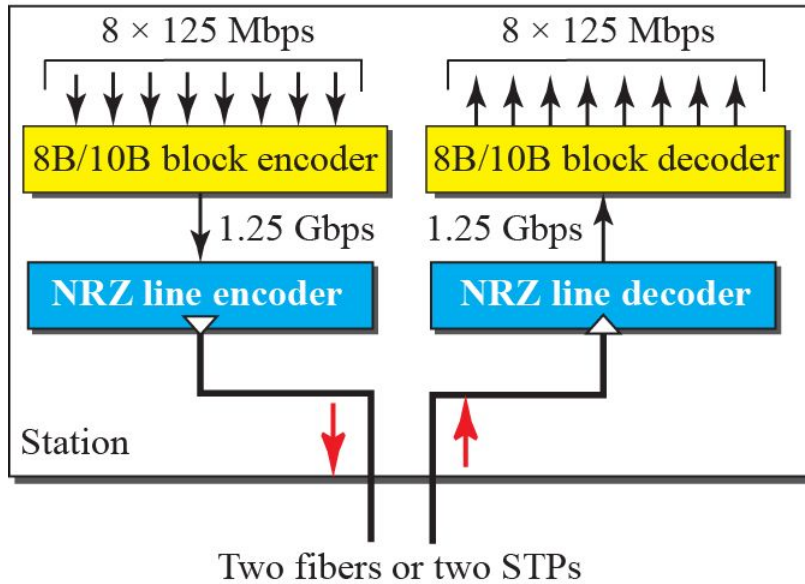 8 × 125 Mbps
8 × 125 Mbps
8B/10B block encoder
8B/10B block decoder
1.25 Gbps
1.25 Gbps
NRZ line encoder
NRZ line decoder
Station
Two fibers or two STPs